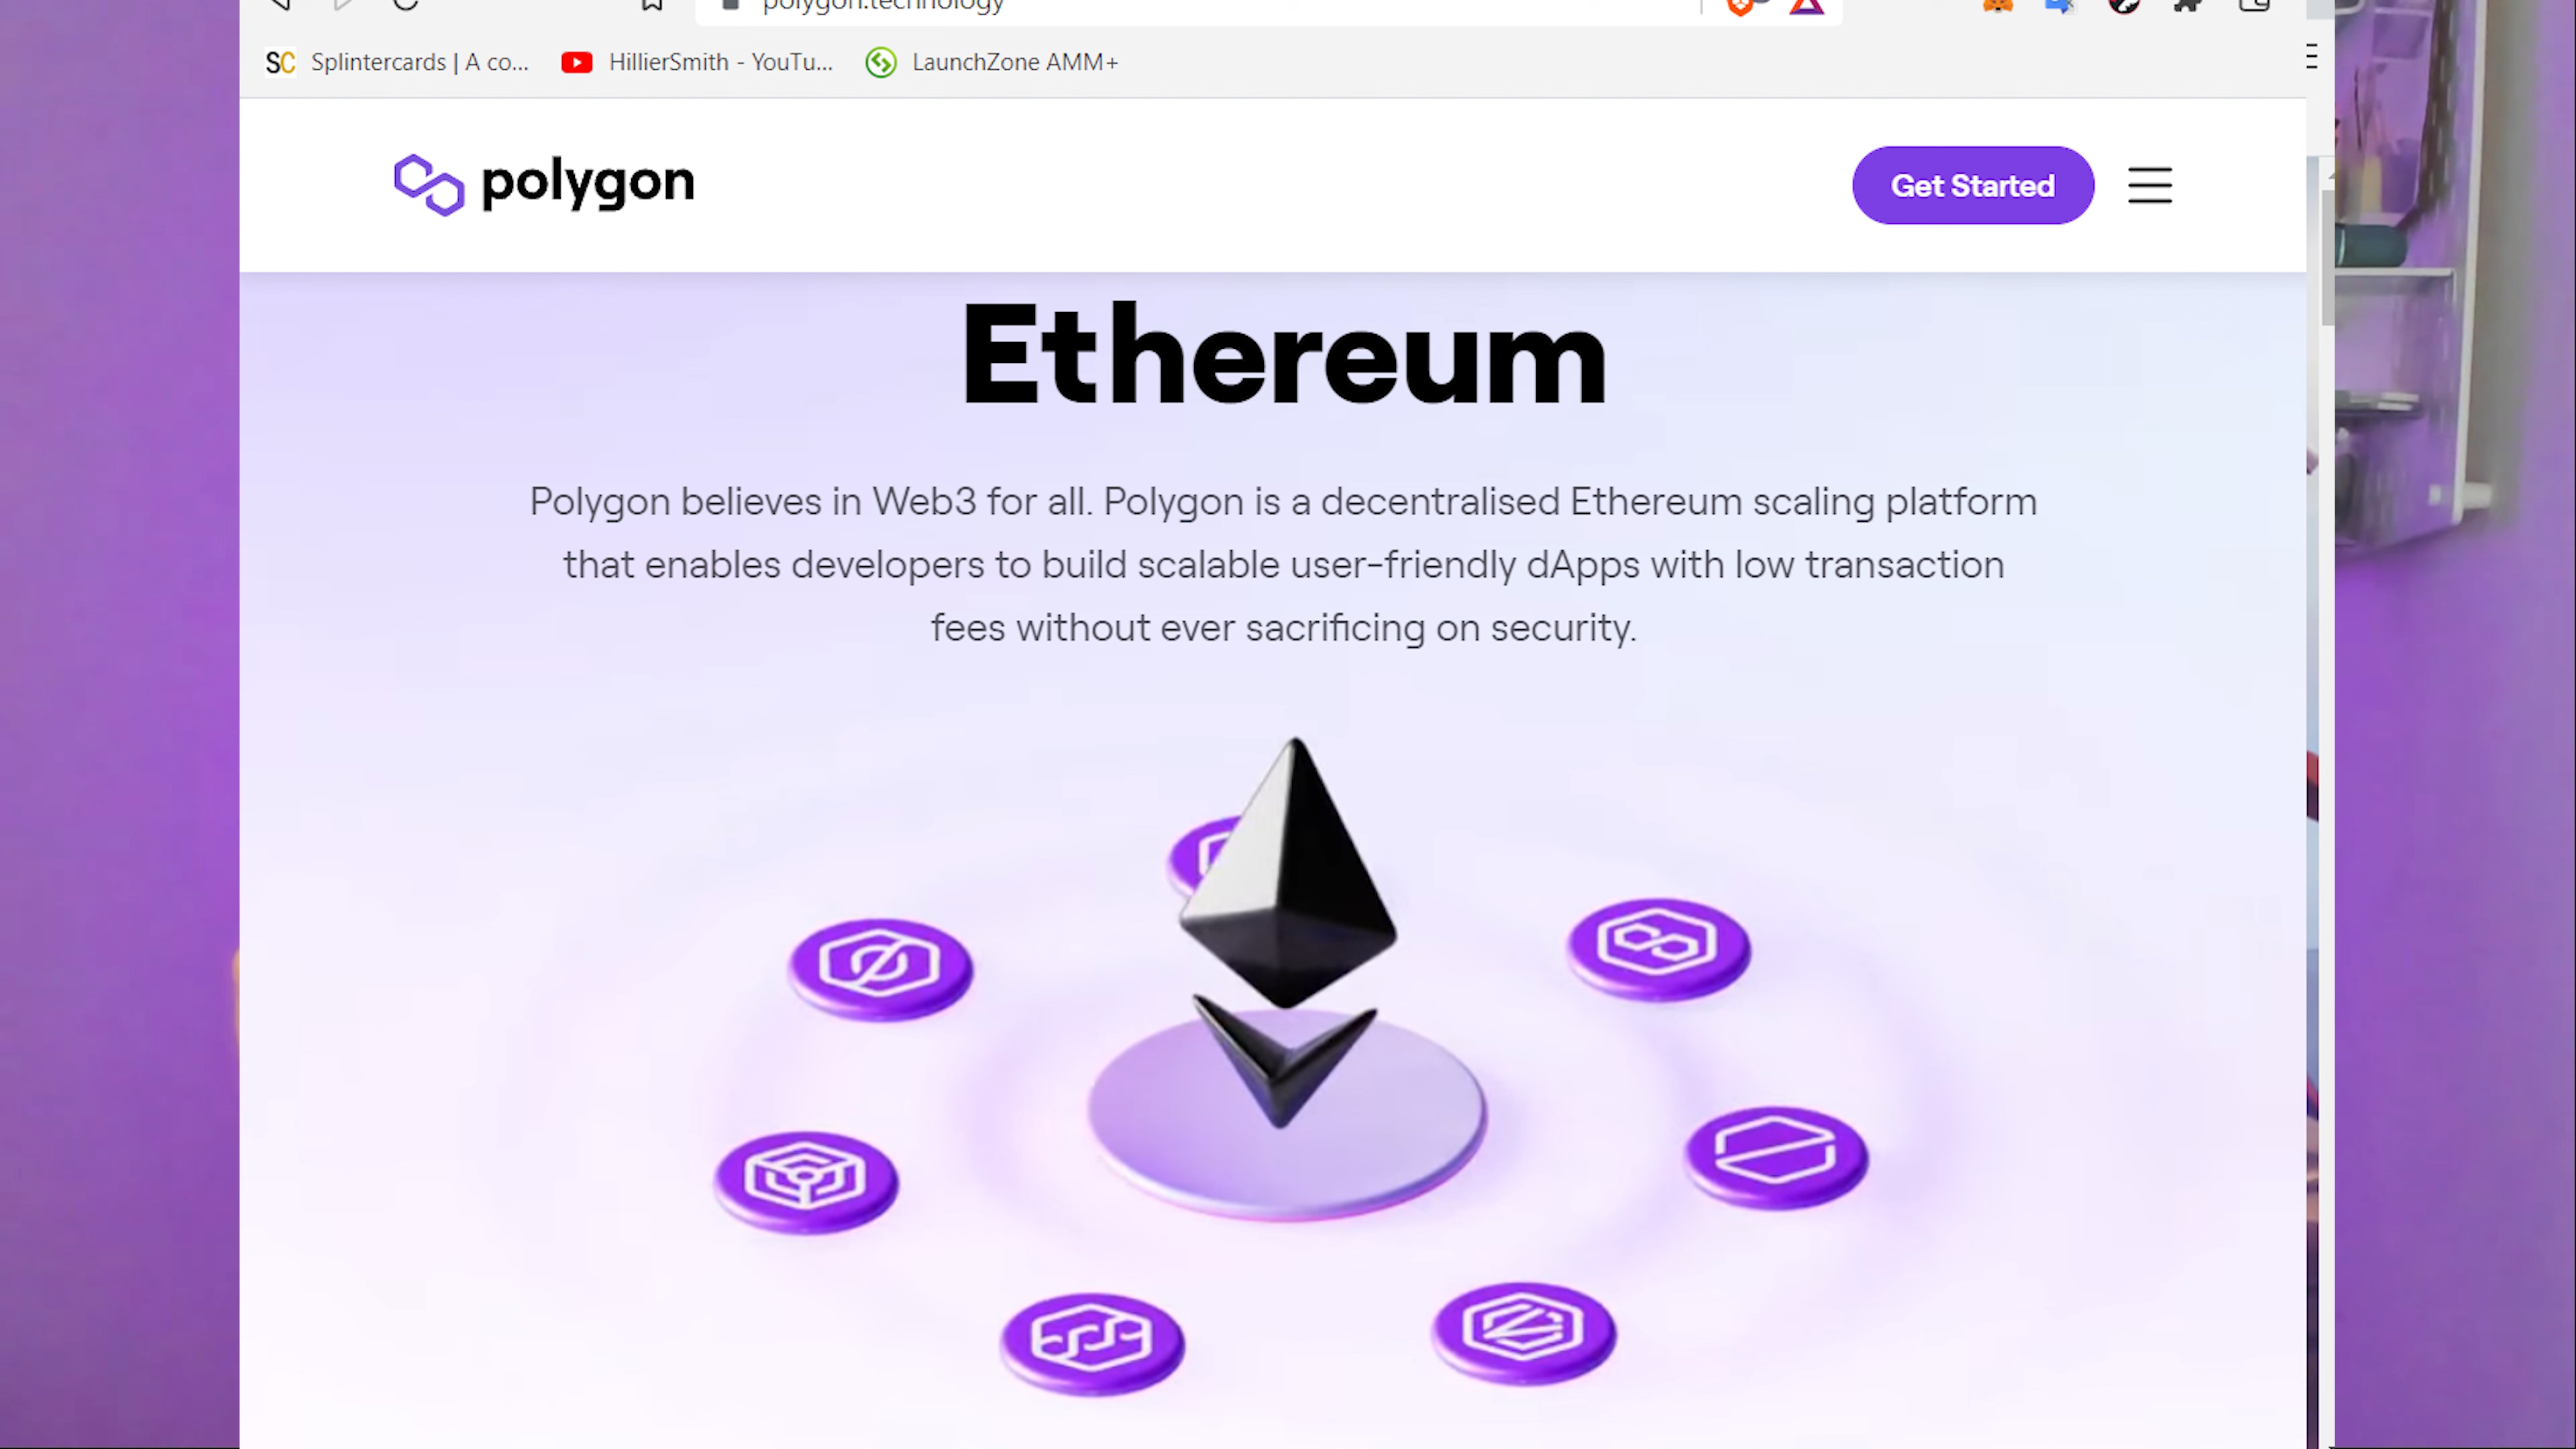 polygon.technology
SC Splintercards | A co...
HillierSmith - YouTu...
LaunchZone AMM+
polygon
Get Started
Ethereum
Polygon believes in Web3 for all. Polygon is a decentralised Ethereum scaling platform
that enables developers to build scalable user-friendly dApps with low transaction
fees without ever sacrificing on security.